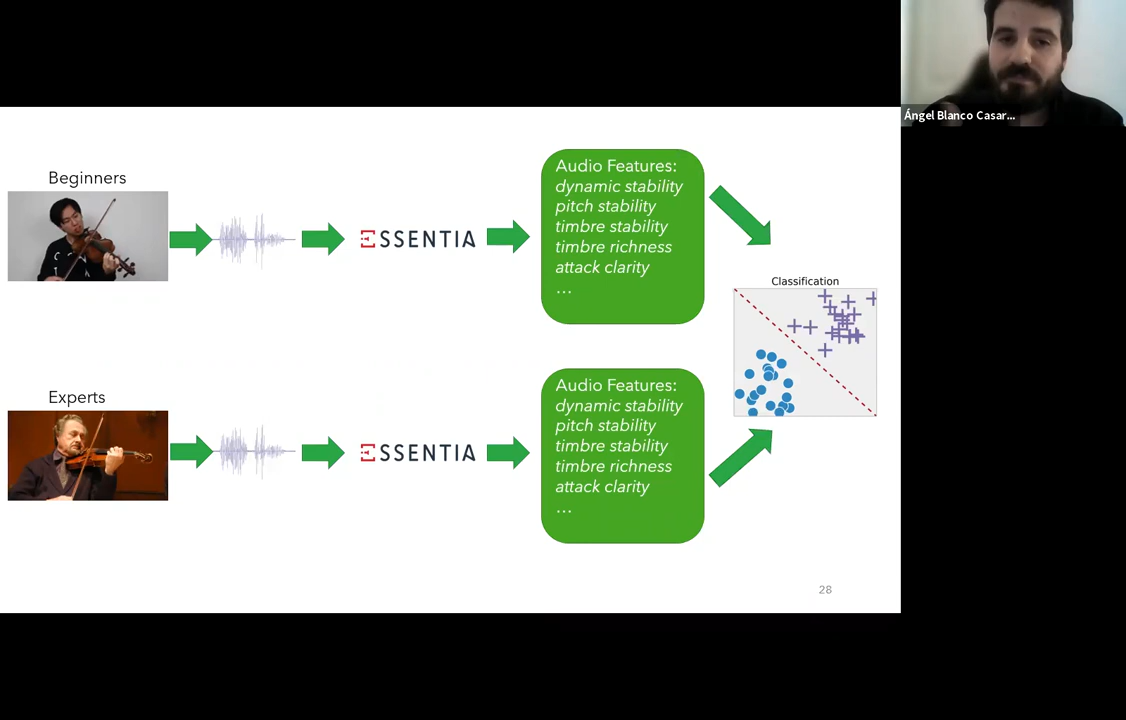 Ángel Blanco Casar...
Beginners
ESSENTIA
Audio Features:
dynamic stability
pitch stability
timbre stability
timbre richness
attack clarity
...
Classification
Experts
ESSENTIA
Audio Features:
dynamic stability
pitch stability
timbre stability
timbre richness
attack clarity
...
28